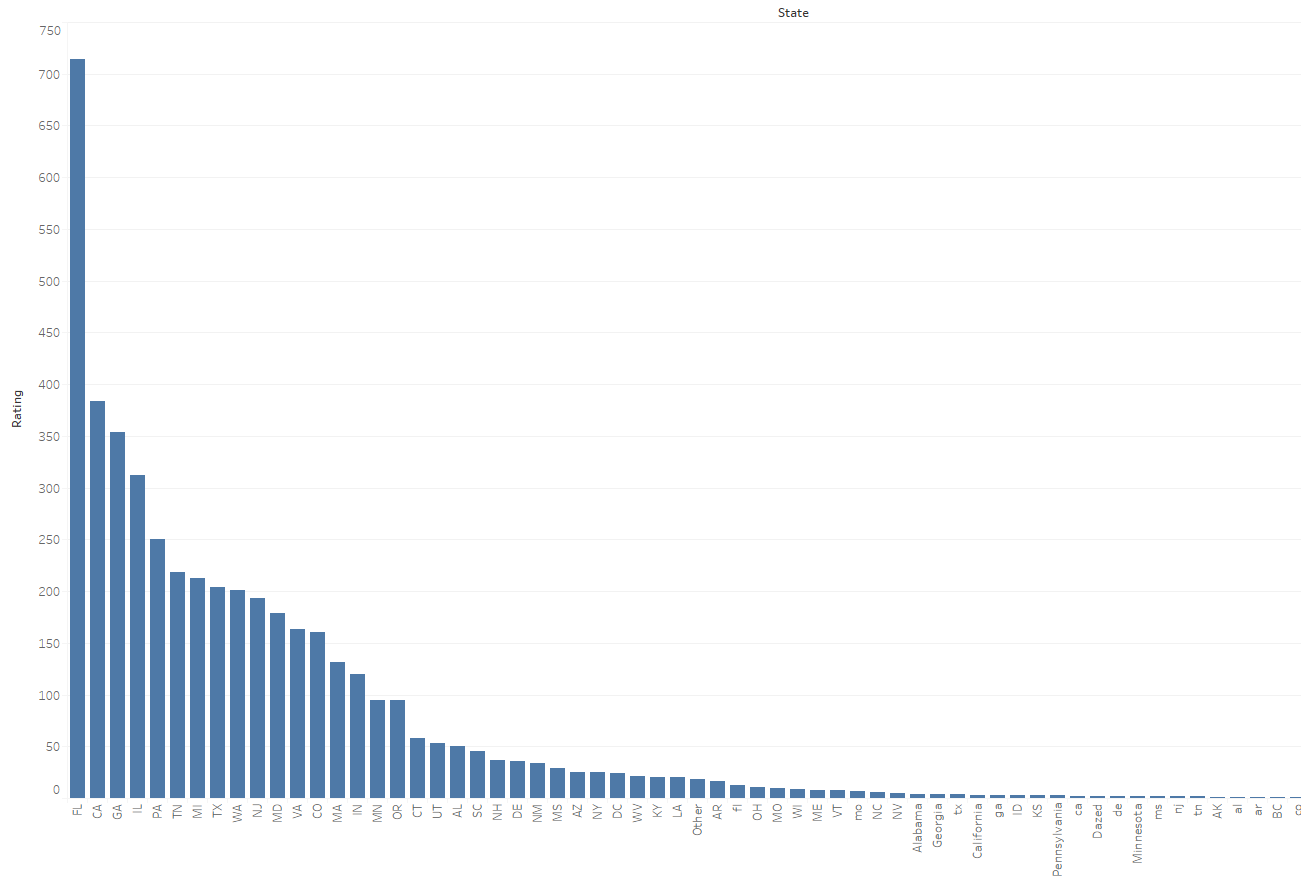 State
750
700
650
600
550
500
450
400
350
300
250
200
150
100
50
0
Rating
FL
CA
GA
IL
PA
TN
MI
TX
WA
NJ
MD
VA
CO
MA
IN
MN
OR
CT
UT
AL
SC
NH
DE
NM
MS
AZ
NY
DC
WV
KY
LA
Other
AR
fl
OH
MO
WI
ME
VT
mo
NC
NV
Alabama
Georgia
tx
California
ga
ID
KS
Pennsylvania
ca
Dazed
de
Minnesota
ms
nj
tn
AK
al
ar
BC